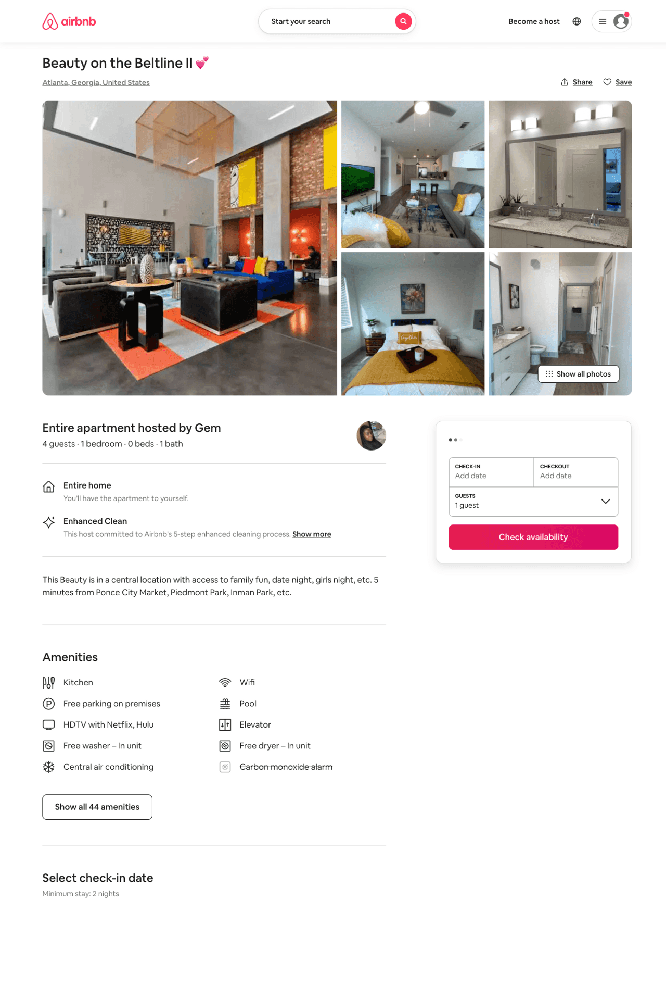 airbnb
Start your search
Become a host
Beauty on the Beltline II 💕
Atlanta, Georgia, United States
Share
Save
together
Show all photos
Entire apartment hosted by Gem
4 guests · 1 bedroom · 0 beds · 1 bath
Entire home
You'll have the apartment to yourself.
Enhanced Clean
This host committed to Airbnb's 5-step enhanced cleaning process. Show more
CHECK-IN
Add date
CHECKOUT
Add date
GUESTS
1 guest
Check availability
This Beauty is in a central location with access to family fun, date night, girls night, etc. 5
minutes from Ponce City Market, Piedmont Park, Inman Park, etc.
Amenities
Kitchen
Wifi
Free parking on premises
Pool
HDTV with Netflix, Hulu
Elevator
Free washer – In unit
Free dryer – In unit
Central air conditioning
Carbon monoxide alarm
Show all 44 amenities
Select check-in date
Minimum stay: 2 nights